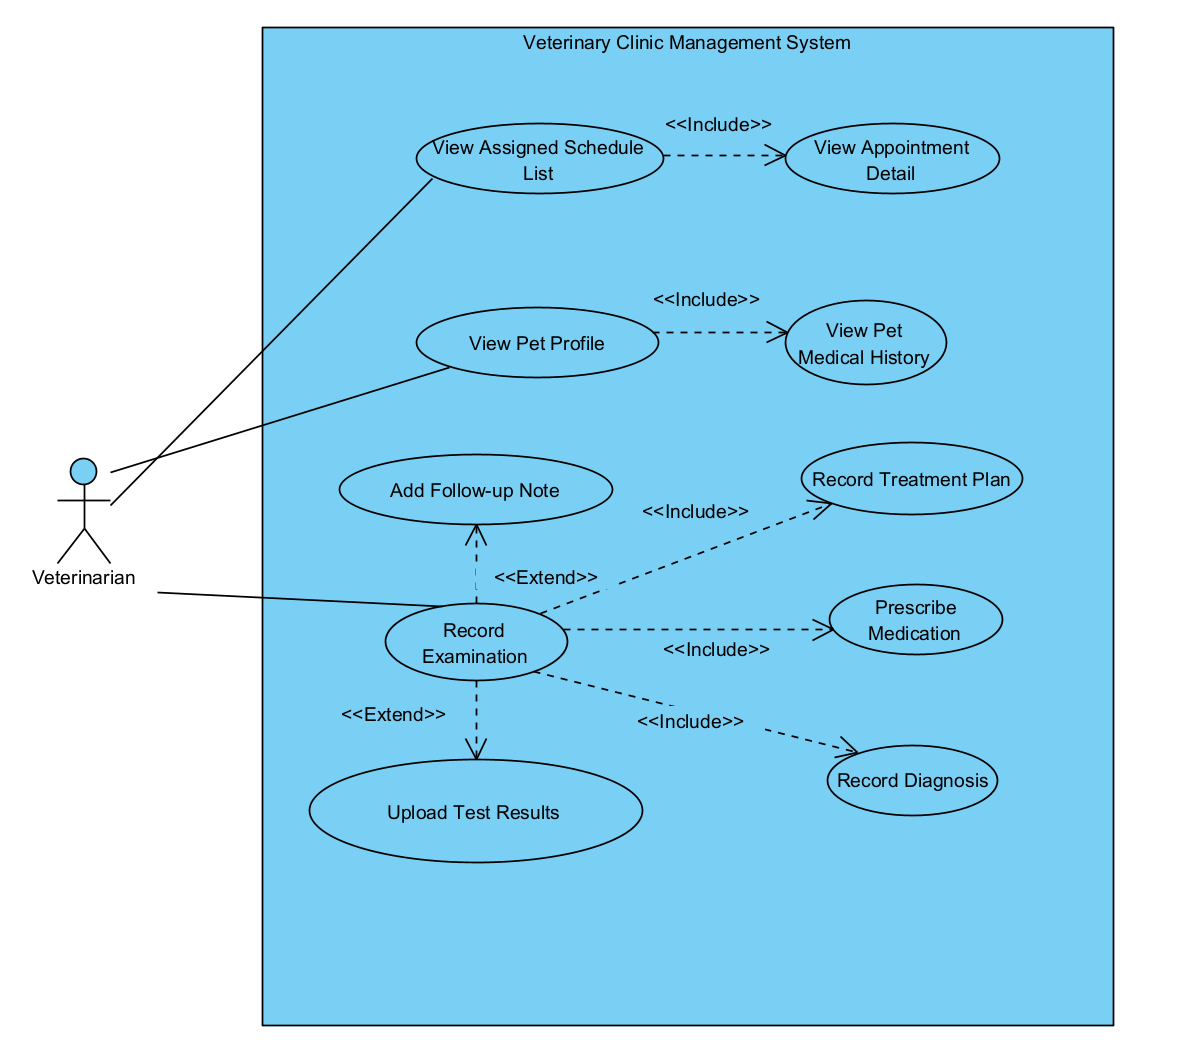 Veterinary Clinic Management System
View Assigned Schedule
List
<<Include>>
View Appointment
Detail
View Pet Profile
<<Include>>
View Pet
Medical History
Veterinarian
Add Follow-up Note
<<Extend>>
<<Include>>
Record Treatment Plan
Record
Examination
<<Include>>
Prescribe
Medication
<<Extend>>
<<Include>>
Record Diagnosis
Upload Test Results